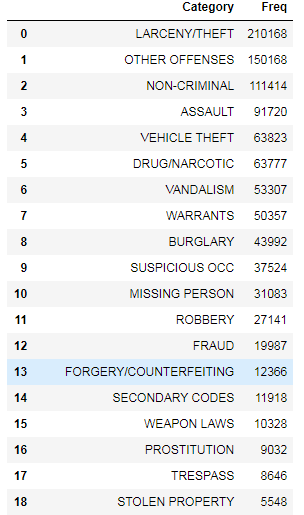 Category Freq
0 LARCENY/THEFT 210168
1 OTHER OFFENSES 150168
2 NON-CRIMINAL 111414
3 ASSAULT 91720
4 VEHICLE THEFT 63823
5 DRUG/NARCOTIC 63777
6 VANDALISM 53307
7 WARRANTS 50357
8 BURGLARY 43992
9 SUSPICIOUS OCC 37524
10 MISSING PERSON 31083
11 ROBBERY 27141
12 FRAUD 19987
13 FORGERY/COUNTERFEITING 12366
14 SECONDARY CODES 11918
15 WEAPON LAWS 10328
16 PROSTITUTION 9032
17 TRESPASS 8646
18 STOLEN PROPERTY 5548